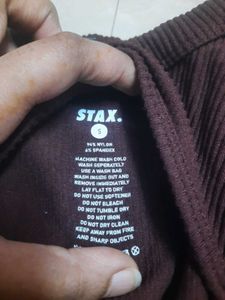 STAX.
S
94% NYLON
6% SPANDEX
MACHINE WASH COLD
WASH SEPERATELY
USE A WASH BAG
WASH INSIDE OUT AND
REMOVE IMMEDIATELY
LAY FLAT TO DRY
DO NOT USE SOFTENER
DO NOT BLEACH
DO NOT TUMBLE DRY
DO NOT IRON
DO NOT DRY CLEAN
KEEP AWAY FROM FIRE
AND SHARP OBJECTS